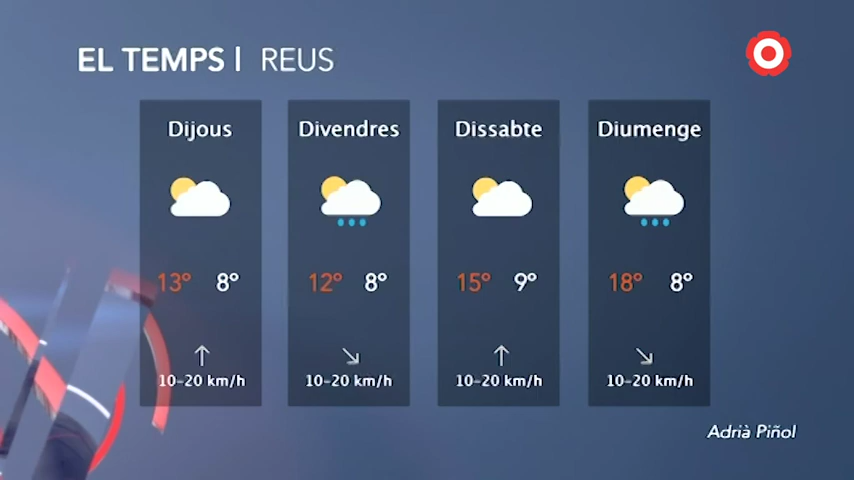 EL TEMPS | REUS
Dijous
13° 8°
10-20 km/h
Divendres
12° 8°
10-20 km/h
Dissabte
15° 9°
10-20 km/h
Diumenge
18° 8°
10-20 km/h
Adrià Piñol